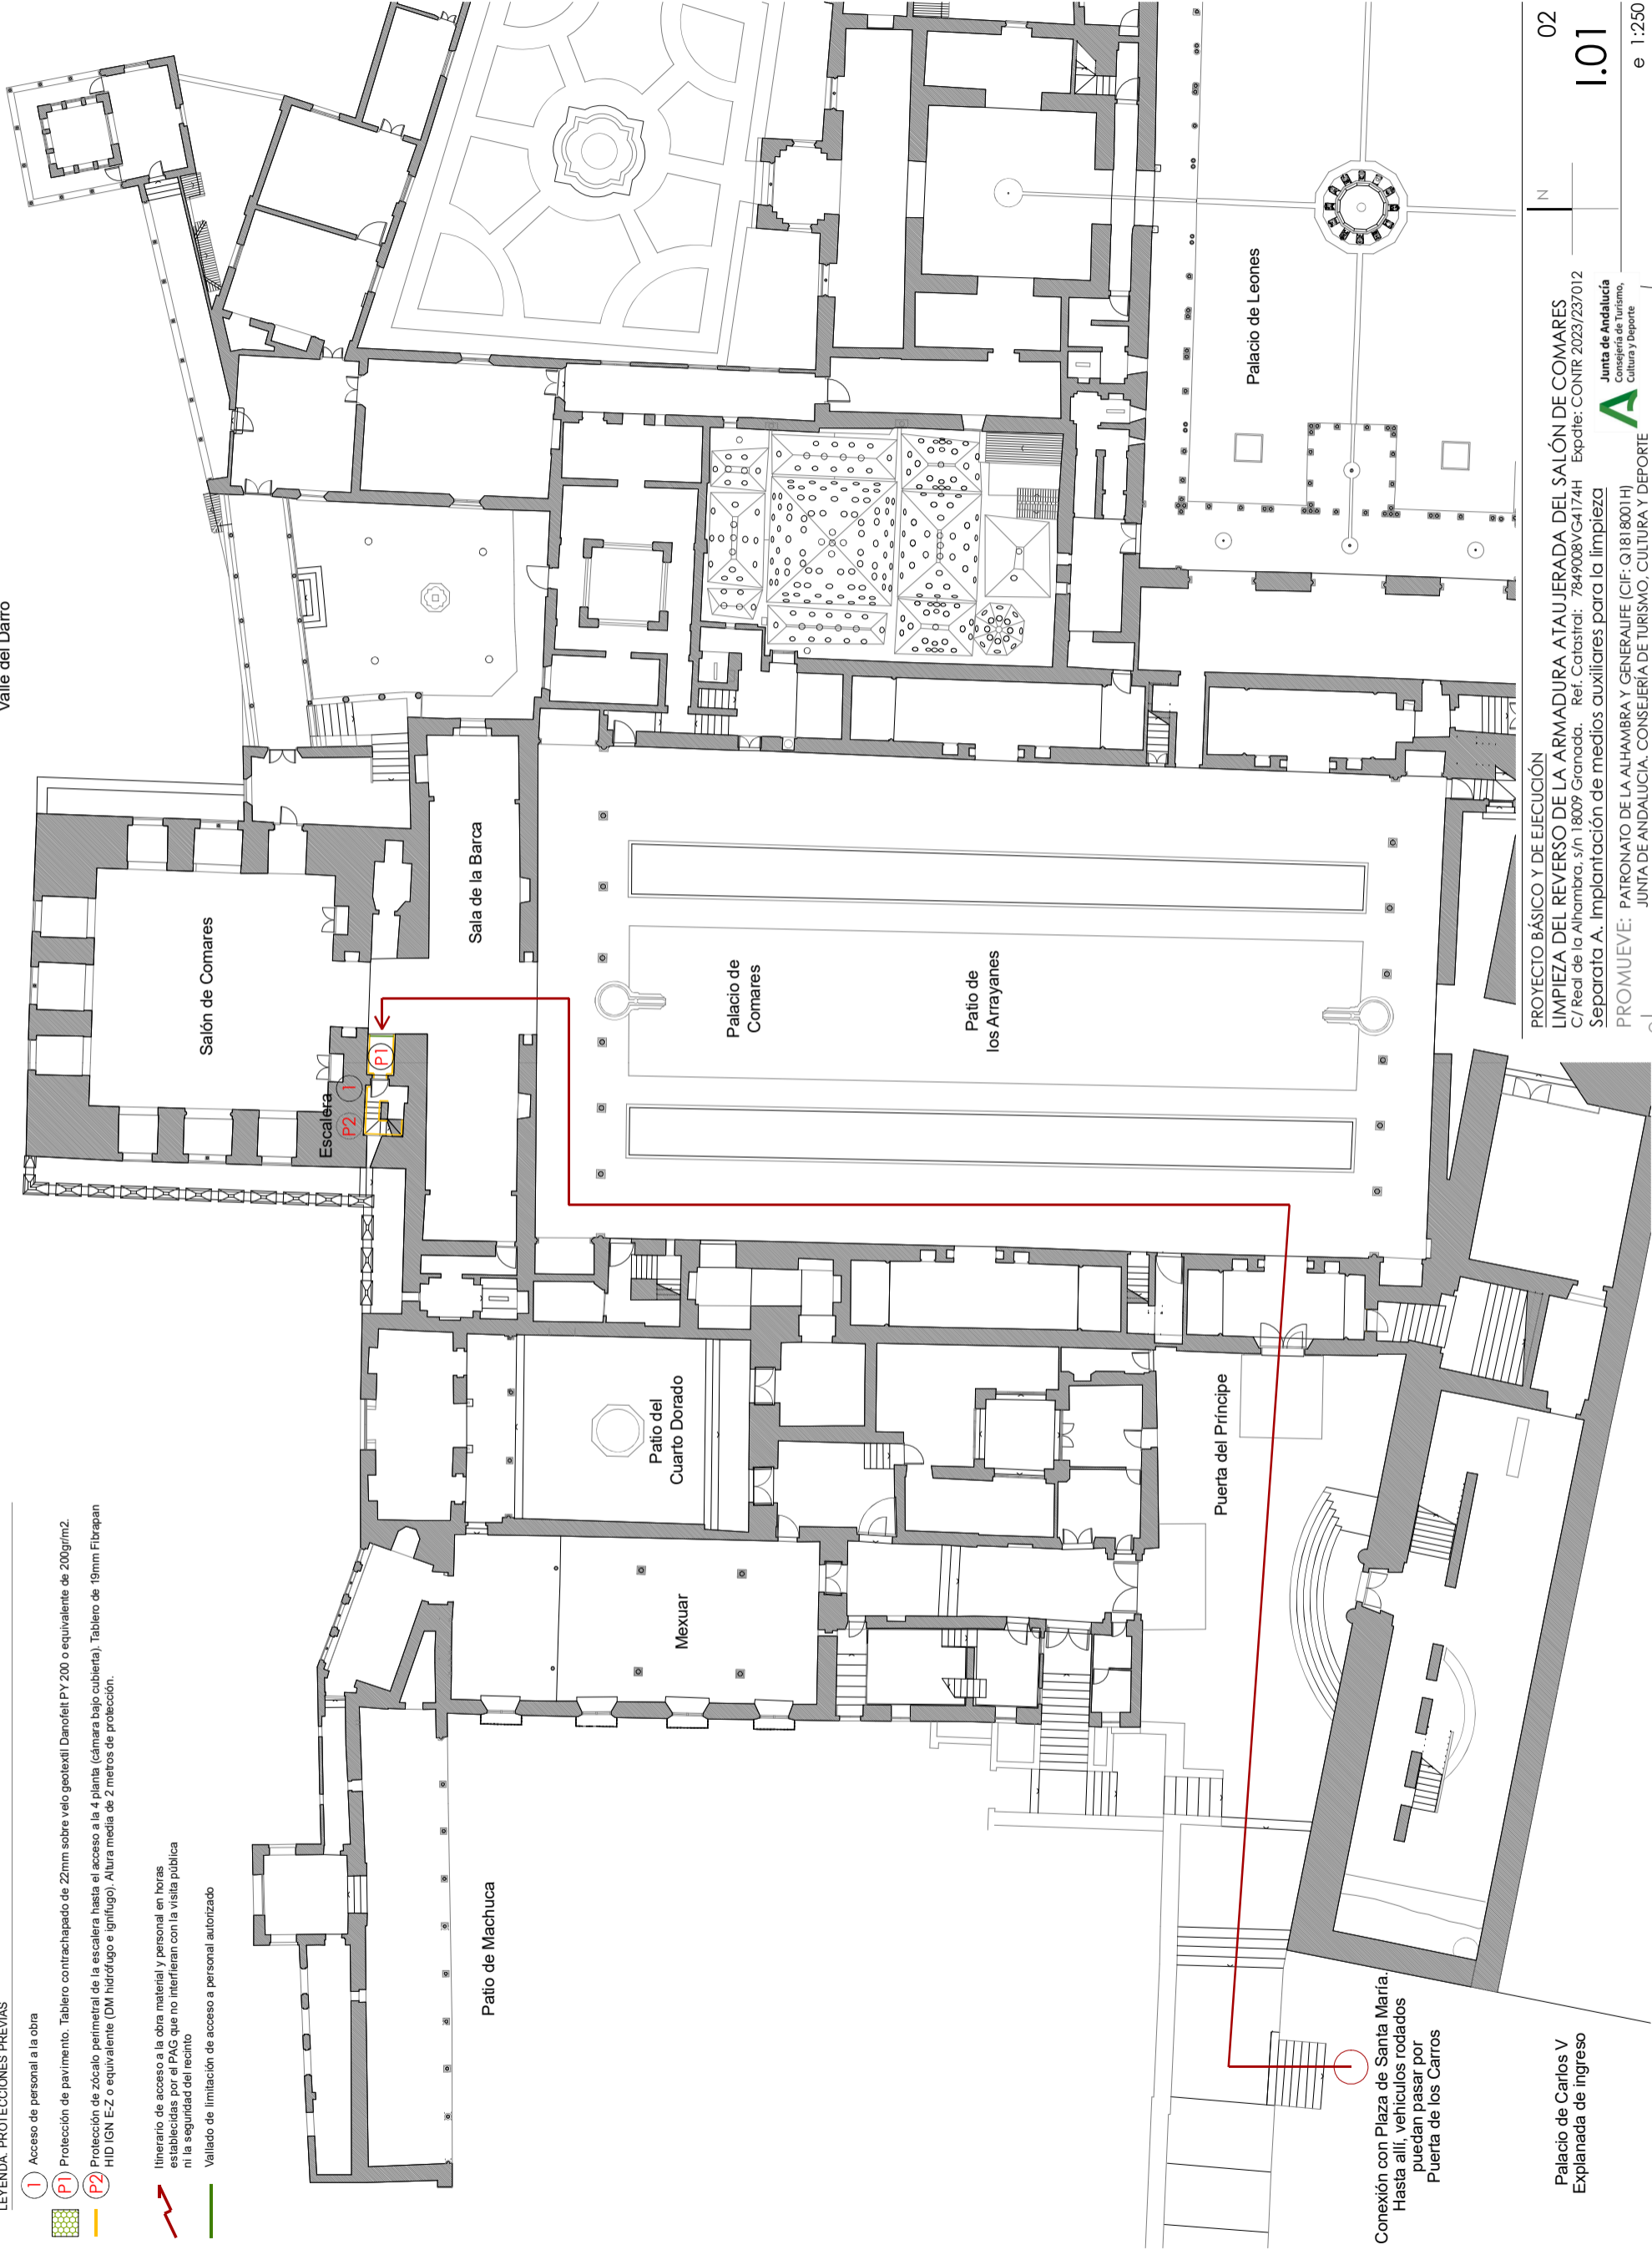 Valle del Darro
LEYENDA. PROTECCIONES PREVIAS
1 Acceso de personal a la obra
P1 Protección de pavimento. Tablero contrachapado de 22mm sobre velo geotextil Danofelt PY 200 o equivalente de 200gr/m2.
P2 Protección de zócalo perimetral de la escalera hasta el acceso a la 4 planta (cámara bajo cubierta). Tablero de 19mm Fibrapan
HID IGN E-Z o equivalente (DM hidrófugo e ignífugo). Altura media de 2 metros de protección.
Itinerario de acceso a la obra material y personal en horas
establecidas por el PAG que no interfieran con la visita pública
ni la seguridad del recinto
Vallado de limitación de acceso a personal autorizado
Salón de Comares
Escalera
P2
1
P1
Sala de la Barca
Palacio de
Comares
Patio de
los Arrayanes
Palacio de Leones
Patio del
Cuarto Dorado
Mexuar
Patio de Machuca
Puerta del Príncipe
Conexión con Plaza de Santa María.
Hasta allí, vehículos rodados
puedan pasar por
Puerta de los Carros
Palacio de Carlos V
Explanada de ingreso
PROYECTO BÁSICO Y DE EJECUCIÓN
LIMPIEZA DEL REVERSO DE LA ARMADURA ATAUJERADA DEL SALÓN DE COMARES
C/ Real de la Alhambra, s/n 18009 Granada. Ref. Catastral: 7849008VG4174H Expdte: CONTR 2023/237012
Separata A. Implantación de medios auxiliares para la limpieza
PROMUEVE: PATRONATO DE LA ALHAMBRA Y GENERALIFE (CIF: Q1818001H)
JUNTA DE ANDALUCIA. CONSEJERÍA DE TURISMO, CULTURA Y DEPORTE
Junta de Andalucía
Consejería de Turismo,
Cultura y Deporte
N
02
I.01
e 1:250